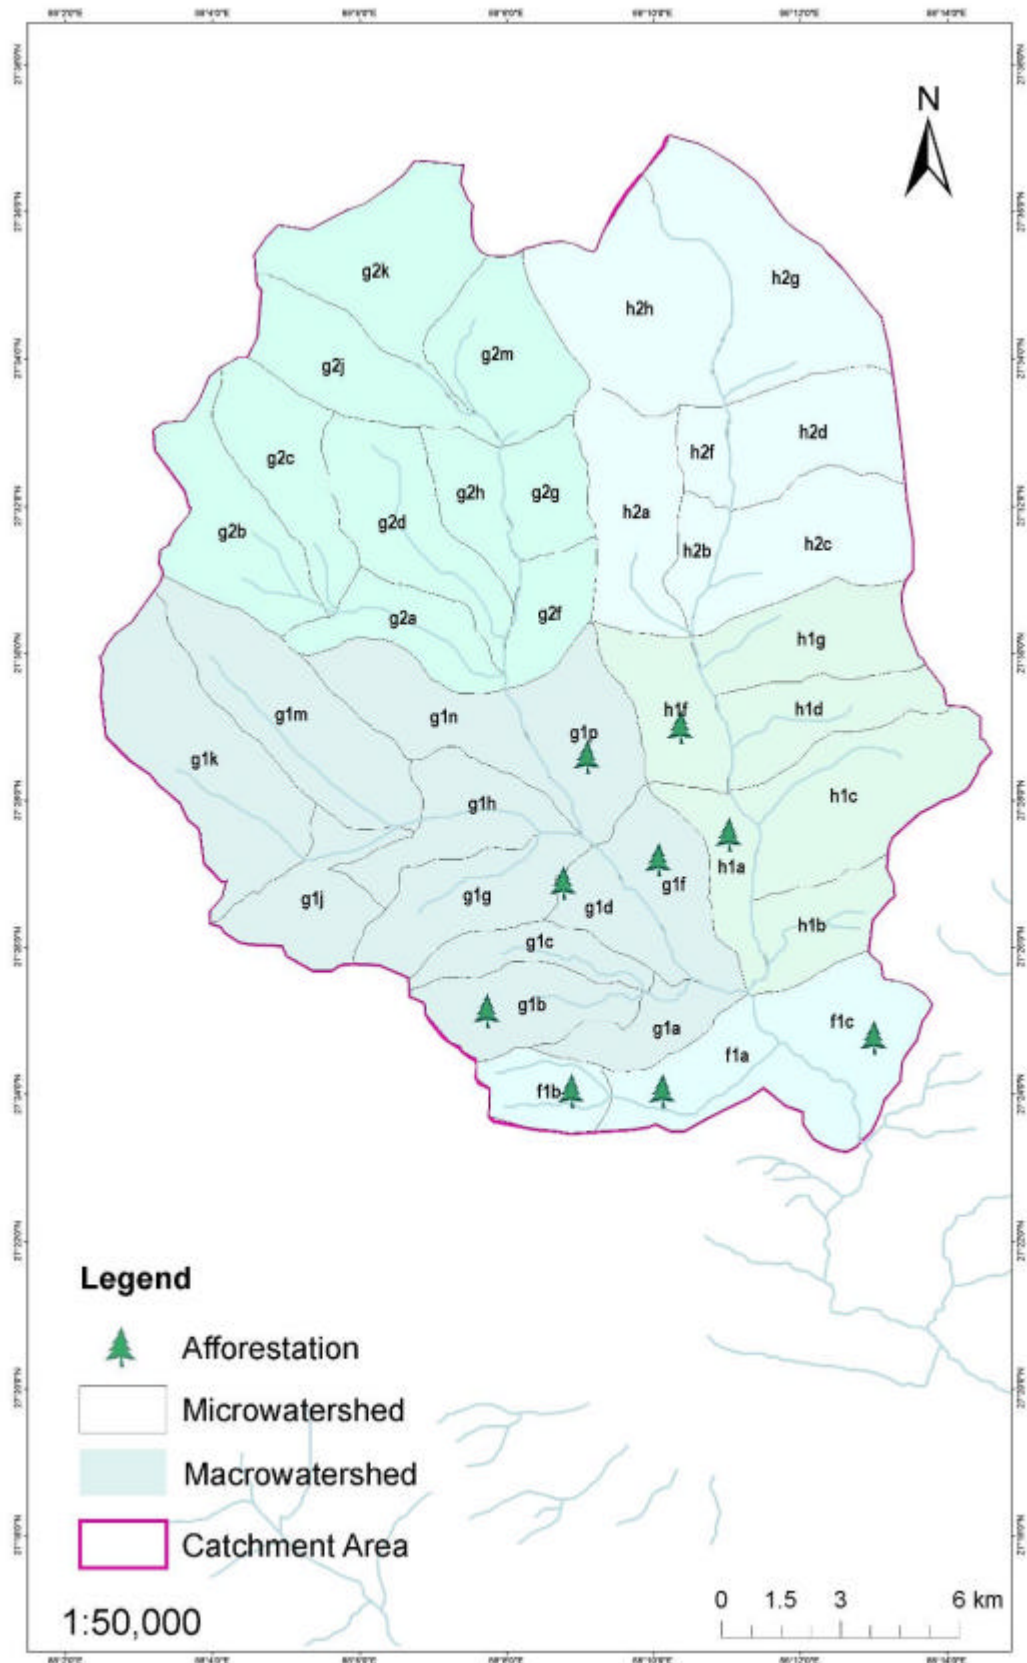 N
g2k
h2g
h2h
g2m
g2j
h2d
h2f
g2c
g2h
g2g
h2a
g2d
g2b
h2b
h2c
g2f
g2a
h1g
h1f
h1d
g1m
g1n
g1p
g1k
g1h
h1c
h1a
g1f
g1g
g1j
g1d
h1b
g1c
g1b
f1c
g1a
f1a
f1b
Legend
Afforestation
Microwatershed
Macrowatershed
Catchment Area
1:50,000
0 1.5 3 6 km